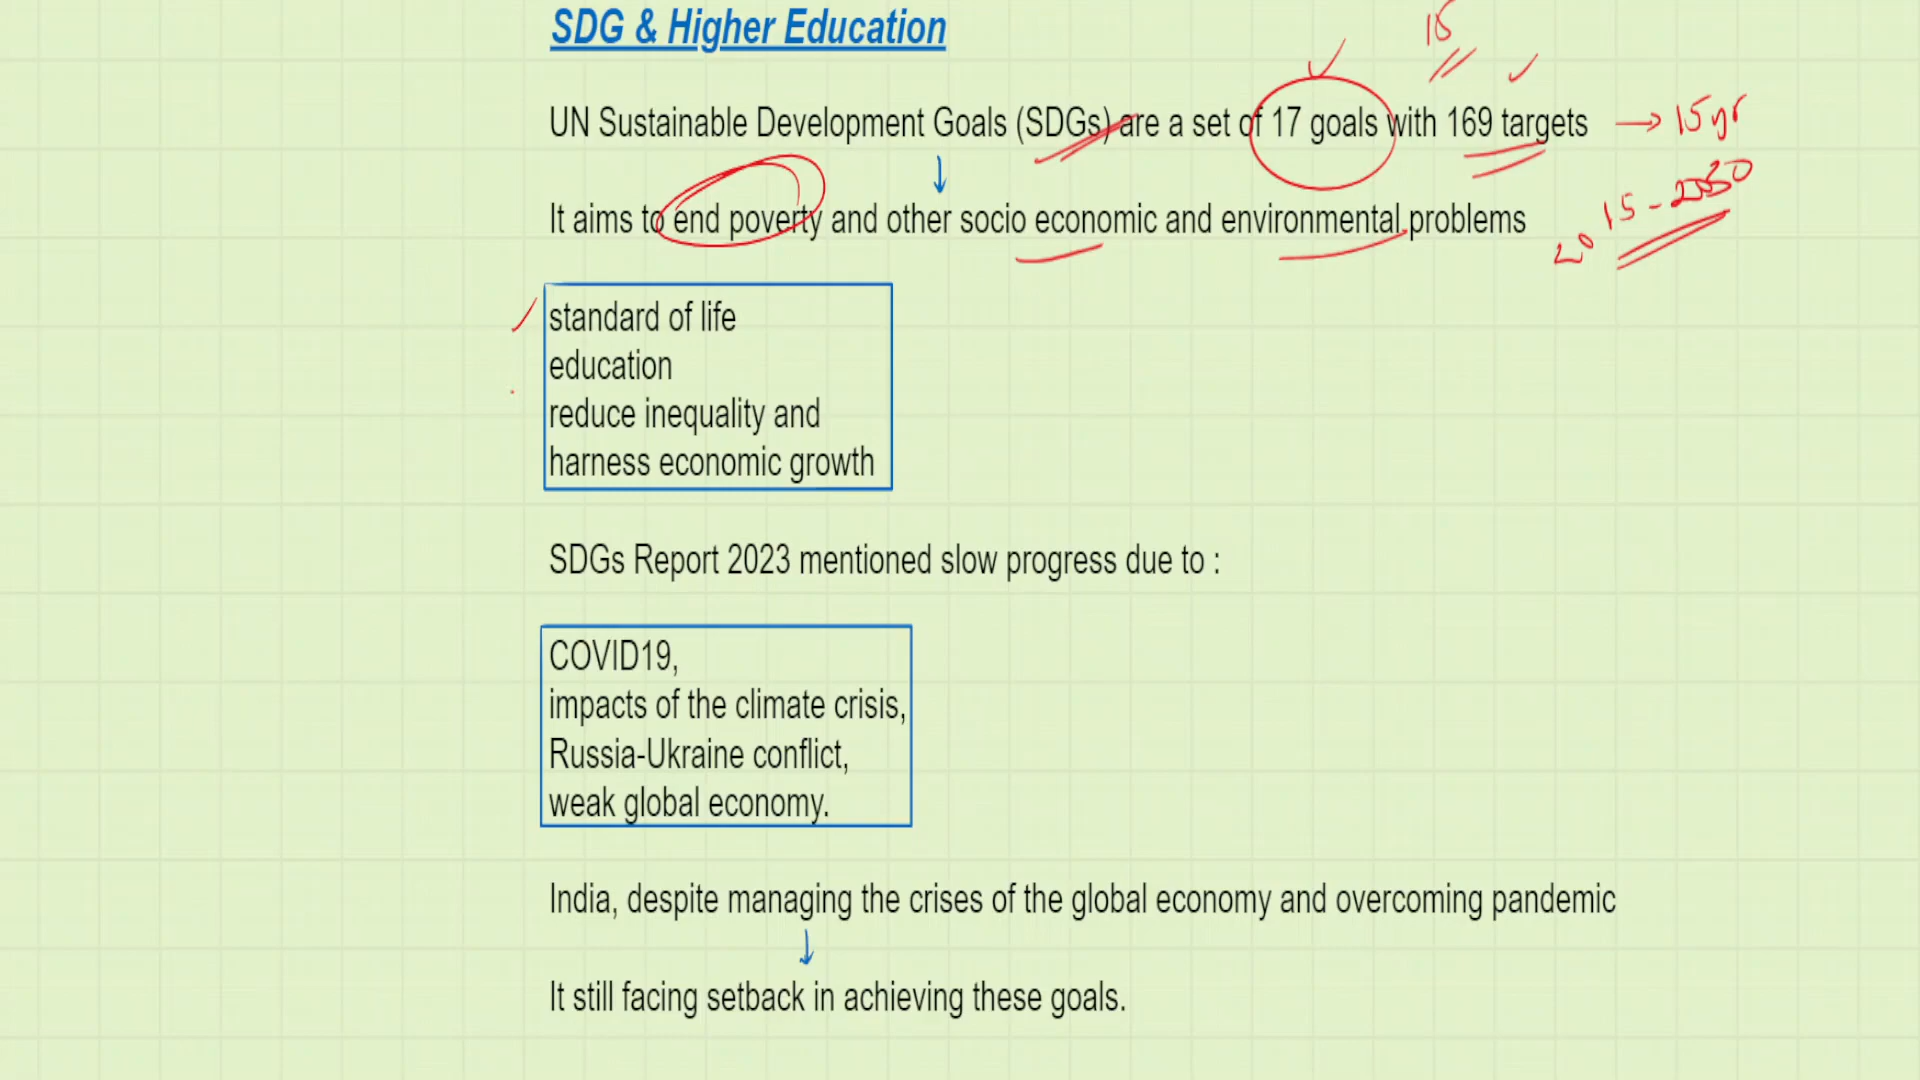 SDG & Higher Education
15
UN Sustainable Development Goals (SDGs) are a set of 17 goals with 169 targets → 15yr
It aims to end poverty and other socio economic and environmental problems
2015-2030
standard of life
education
reduce inequality and
harness economic growth
SDGs Report 2023 mentioned slow progress due to :
COVID19,
impacts of the climate crisis,
Russia-Ukraine conflict,
weak global economy.
India, despite managing the crises of the global economy and overcoming pandemic
It still facing setback in achieving these goals.